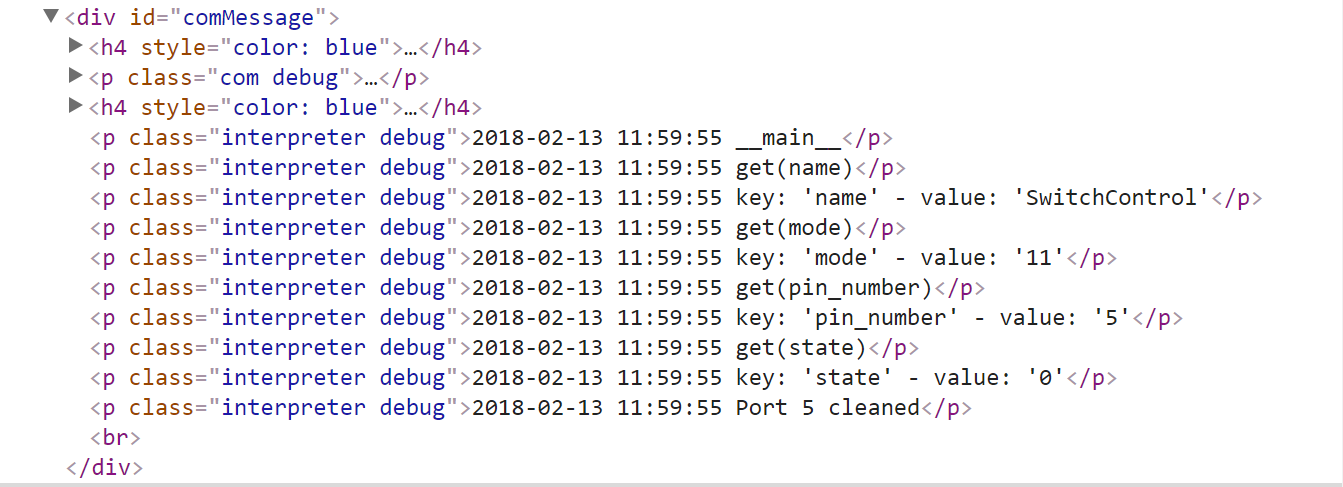 ▼<div id="comMessage">
▶<h4 style="color: blue">…</h4>
▶<p class="com debug">…</p>
▶<h4 style="color: blue">…</h4>
<p class="interpreter debug">2018-02-13 11:59:55 __main__</p>
<p class="interpreter debug">2018-02-13 11:59:55 get(name)</p>
<p class="interpreter debug">2018-02-13 11:59:55 key: 'name' - value: 'SwitchControl'</p>
<p class="interpreter debug">2018-02-13 11:59:55 get(mode)</p>
<p class="interpreter debug">2018-02-13 11:59:55 key: 'mode' - value: '11'</p>
<p class="interpreter debug">2018-02-13 11:59:55 get(pin_number)</p>
<p class="interpreter debug">2018-02-13 11:59:55 key: 'pin_number' - value: '5'</p>
<p class="interpreter debug">2018-02-13 11:59:55 get(state)</p>
<p class="interpreter debug">2018-02-13 11:59:55 key: 'state' - value: '0'</p>
<p class="interpreter debug">2018-02-13 11:59:55 Port 5 cleaned</p>
<br>
</div>